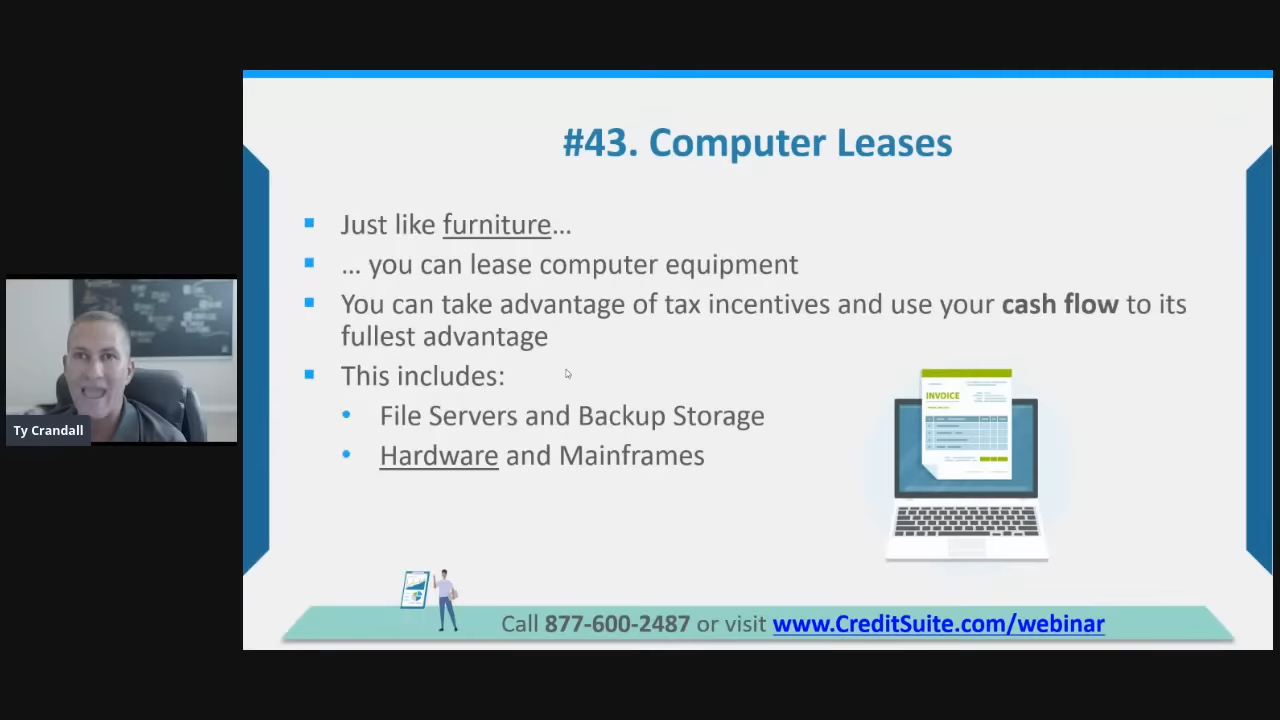 #43. Computer Leases
Just like furniture...
... you can lease computer equipment
You can take advantage of tax incentives and use your cash flow to its
fullest advantage
This includes:
File Servers and Backup Storage
Hardware and Mainframes
INVOICE
Ty Crandall
Call 877-600-2487 or visit www.CreditSuite.com/webinar